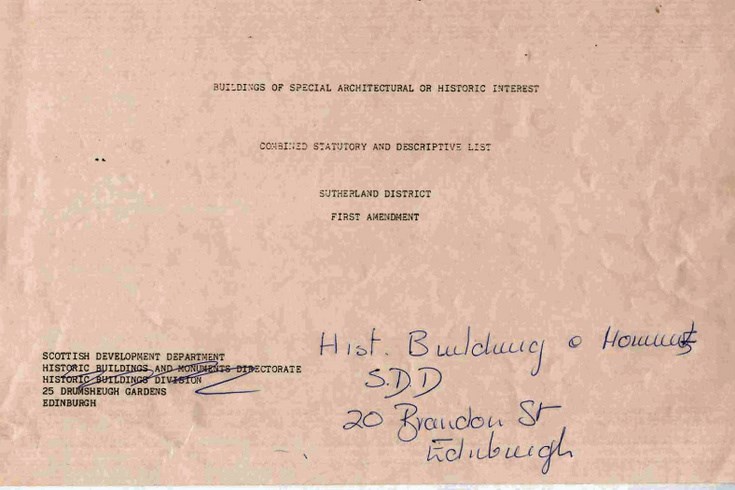 BUILDINGS OF SPECIAL ARCHITECTURAL OR HISTORIC INTEREST
COMBINED STATUTORY AND DESCRIPTIVE LIST
SUTHERLAND DISTRICT
FIRST AMENDMENT
SCOTTISH DEVELOPMENT DEPARTMENT
HISTORIC BUILDINGS AND MONUMENTS DIRECTORATE
HISTORIC BUILDINGS DIVISION
25 DRUMSHEUGH GARDENS
EDINBURGH
Hist. Building
S.D.D
20 Brandon St
Edinburgh